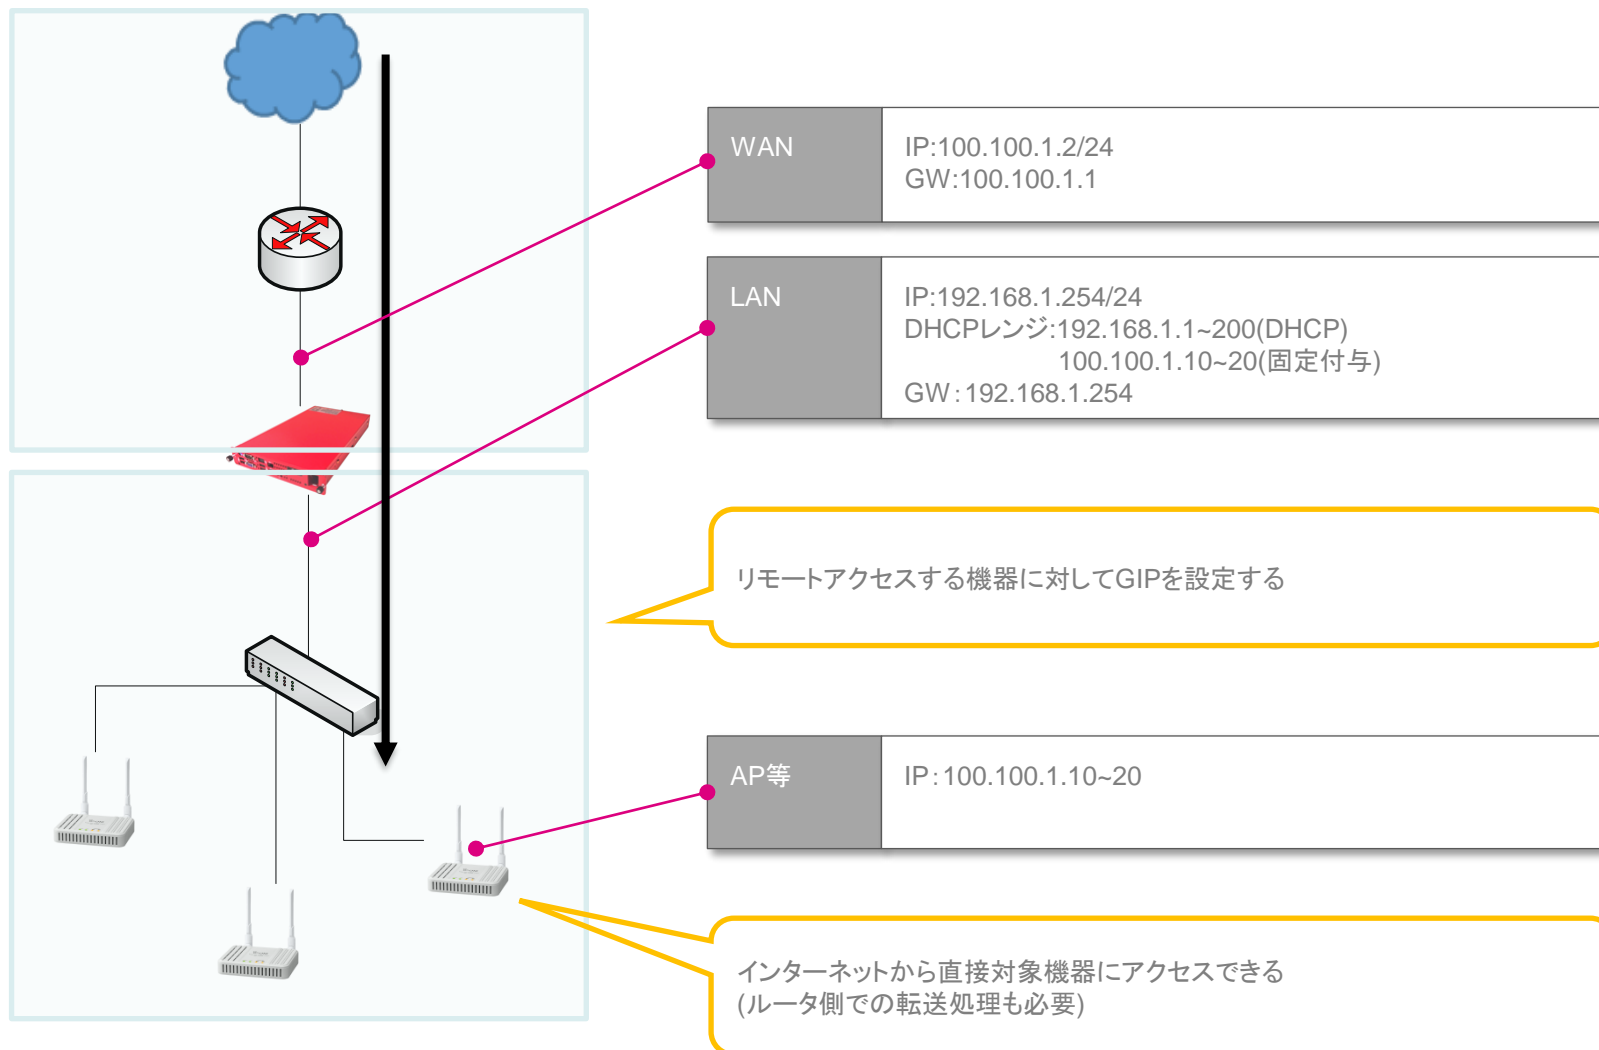 WAN
IP:100.100.1.2/24
GW:100.100.1.1
LAN
IP:192.168.1.254/24
DHCPレンジ:192.168.1.1~200(DHCP)
100.100.1.10~20(固定付与)
GW:192.168.1.254
リモートアクセスする機器に対してGIPを設定する
AP等
IP:100.100.1.10~20
インターネットから直接対象機器にアクセスできる
(ルータ側での転送処理も必要)